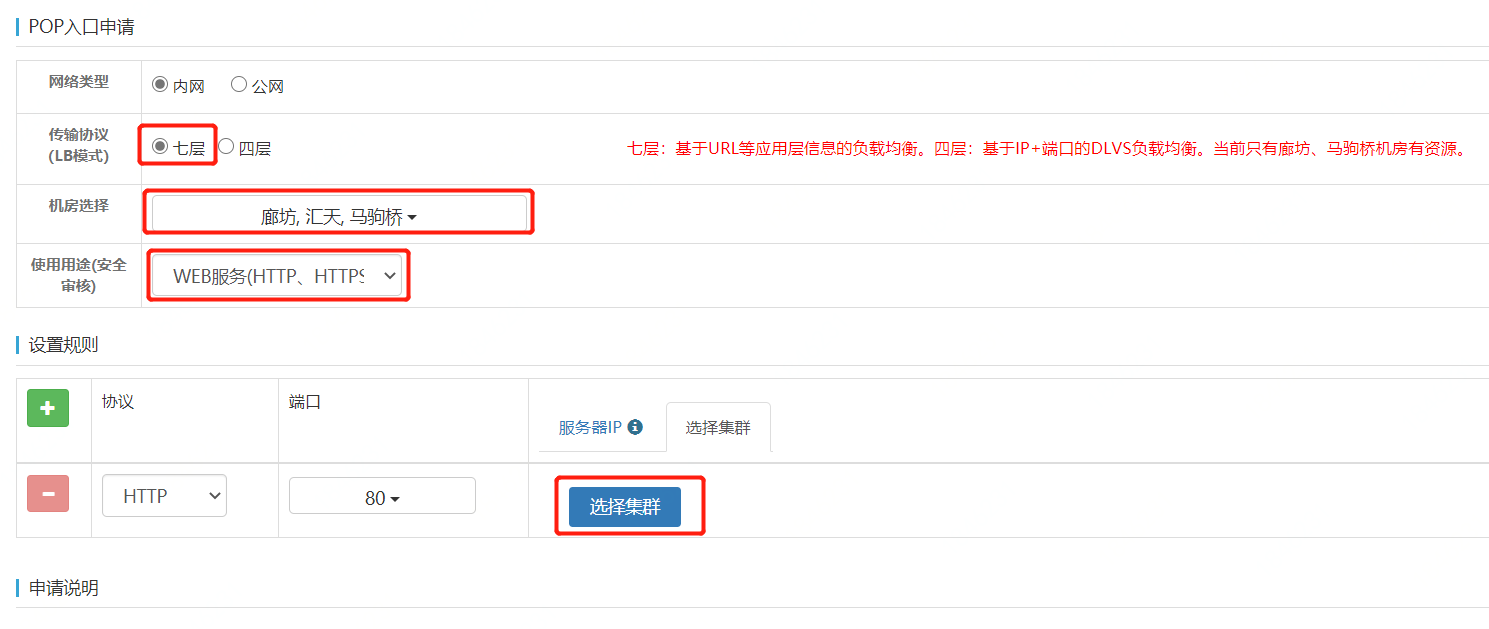 POP入口申请
网络类型
内网
公网
传输协议
(LB模式)
七层
四层
七层：基于URL等应用层信息的负载均衡。四层：基于IP+端口的DLVS负载均衡。当前只有廊坊、马驹桥机房有资源。
机房选择
廊坊, 汇天, 马驹桥
使用用途(安全
审核)
WEB服务(HTTP、HTTPS
设置规则
协议
端口
服务器IP
选择集群
HTTP
80
选择集群
申请说明